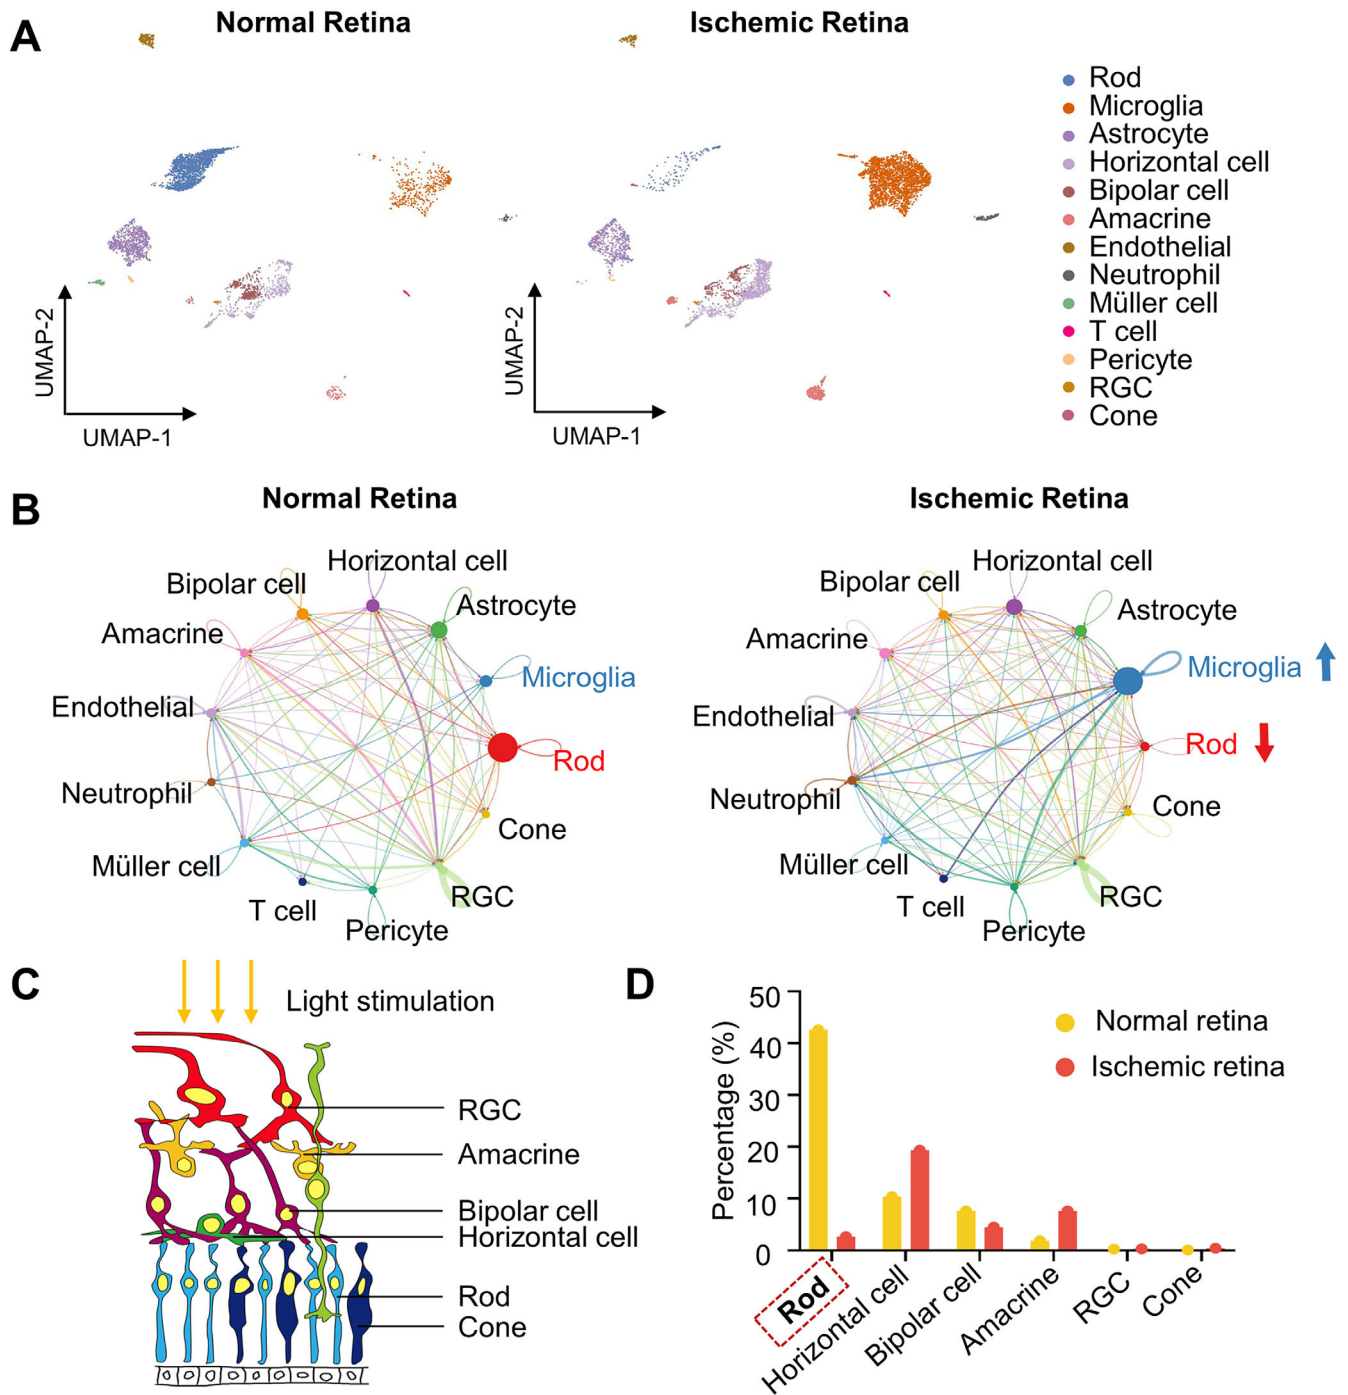 A
Normal Retina
Ischemic Retina
Rod
Microglia
Astrocyte
Horizontal cell
Bipolar cell
Amacrine
Endothelial
Neutrophil
Müller cell
T cell
Pericyte
RGC
Cone
UMAP-2
UMAP-1
UMAP-2
UMAP-1
B
Normal Retina
Horizontal cell
Bipolar cell
Astrocyte
Amacrine
Microglia
Endothelial
Rod
Neutrophil
Cone
Müller cell
RGC
T cell
Pericyte
Ischemic Retina
Horizontal cell
Bipolar cell
Astrocyte
Amacrine
Microglia
Endothelial
Rod
Neutrophil
Cone
Müller cell
RGC
T cell
Pericyte
C
Light stimulation
RGC
Amacrine
Bipolar cell
Horizontal cell
Rod
Cone
D
Percentage (%)
50
40
30
20
10
0
Normal retina
Ischemic retina
Rod
Horizontal cell
Bipolar cell
Amacrine
RGC
Cone